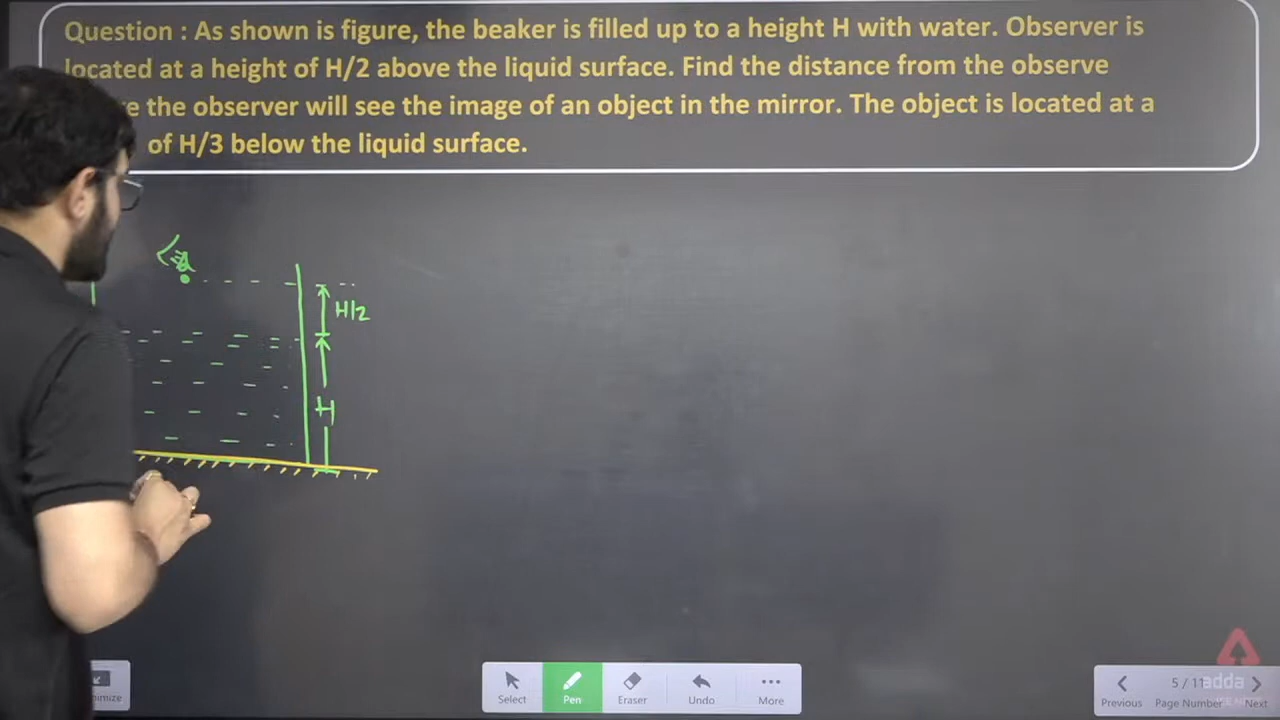 Question : As shown is figure, the beaker is filled up to a height H with water. Observer is
located at a height of H/2 above the liquid surface. Find the distance from the observe
the observer will see the image of an object in the mirror. The object is located at a
of H/3 below the liquid surface.
H/2
H
Select
Pen
Eraser
Undo
More
Previous
5 / 11
Page Number
Next
adda